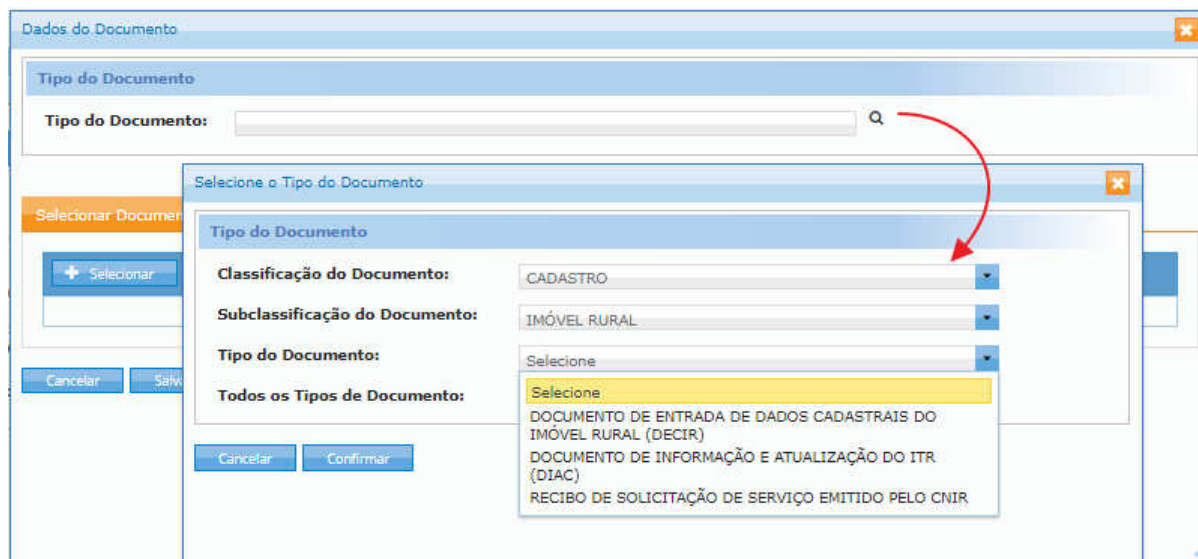 Dados do Documento
Tipo do Documento
Tipo do Documento:
Selecione o Tipo do Documento
Selecionar
Tipo do Documento
Selecionar
Classificação do Documento:
CADASTRO
Subclassificação do Documento:
IMÓVEL RURAL
Tipo do Documento:
Selecione
Todos os Tipos de Documento:
Selecione
DOCUMENTO DE ENTRADA DE DADOS CADASTRAIS DO
IMÓVEL RURAL (DECIR)
DOCUMENTO DE INFORMAÇÃO E ATUALIZAÇÃO DO ITR
(DIAC)
RECIBO DE SOLICITAÇÃO DE SERVIÇO EMITIDO PELO CNIR
Cancelar
Cancelar
Confirmar